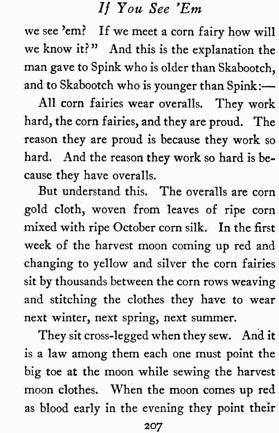 If You See 'Em
we see 'em? If we meet a corn fairy how will
we know it?" And this is the explanation the
man gave to Spink who is older than Skabootch,
and to Skabootch who is younger than Spink:—
All corn fairies wear overalls. They work
hard, the corn fairies, and they are proud. The
reason they are proud is because they work so
hard. And the reason they work so hard is be-
cause they have overalls.
But understand this. The overalls are corn
gold cloth, woven from leaves of ripe corn
mixed with ripe October corn silk. In the first
week of the harvest moon coming up red and
changing to yellow and silver the corn fairies
sit by thousands between the corn rows weaving
and stitching the clothes they have to wear
next winter, next spring, next summer.
They sit cross-legged when they sew. And it
is a law among them each one must point the
big toe at the moon while sewing the harvest
moon clothes. When the moon comes up red
as blood early in the evening they point their
207